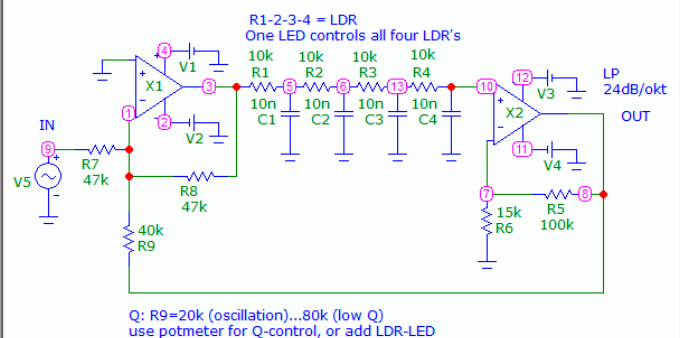 R1-2-3-4 = LDR
One LED controls all four LDR's
4
V1
X1
3
1
2
V2
10k
R1
5
10k
R2
6
10k
R3
13
10k
R4
10n
C1
10n
C2
10n
C3
10n
C4
10
12
V3
X2
11
V4
LP
24dB/okt
OUT
IN
9
V5
R7
47k
R8
47k
40k
R9
7
15k
R6
R5
100k
8
Q: R9=20k (oscillation)...80k (low Q)
use potmeter for Q-control, or add LDR-LED